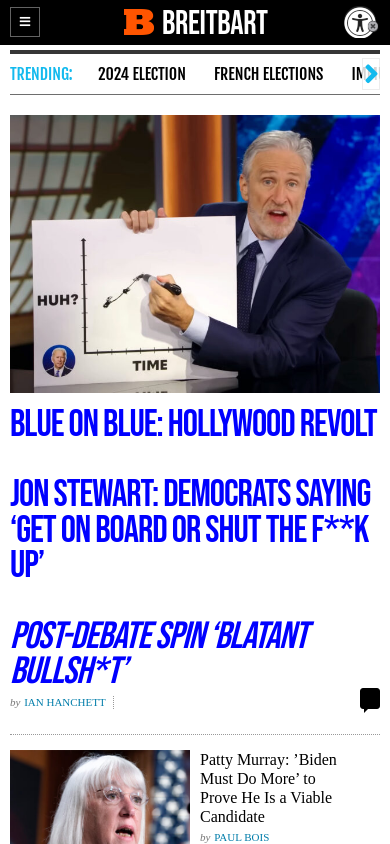 BREITBART
TRENDING:
2024 ELECTION
FRENCH ELECTIONS
HUH?
TIME
BLUE ON BLUE: HOLLYWOOD REVOLT
JON STEWART: DEMOCRATS SAYING
‘GET ON BOARD OR SHUT THE F**K
UP’
POST-DEBATE SPIN ‘BLATANT
BULLSH*T’
by IAN HANCHETT
Patty Murray: ’Biden
Must Do More’ to
Prove He Is a Viable
Candidate
by PAUL BOIS